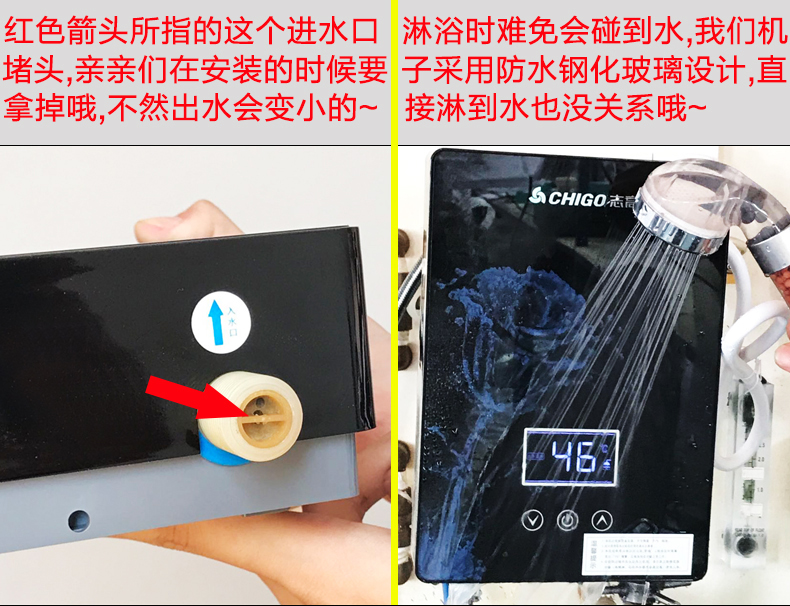 红色箭头所指的这个进水口
堵头,亲亲们在安装的时候要
拿掉哦,不然出水会变小的~
淋浴时难免会碰到水,我们机
子采用防水钢化玻璃设计,直
接淋到水也没关系哦~
入水口
CHIGO志高
46
温馨提示